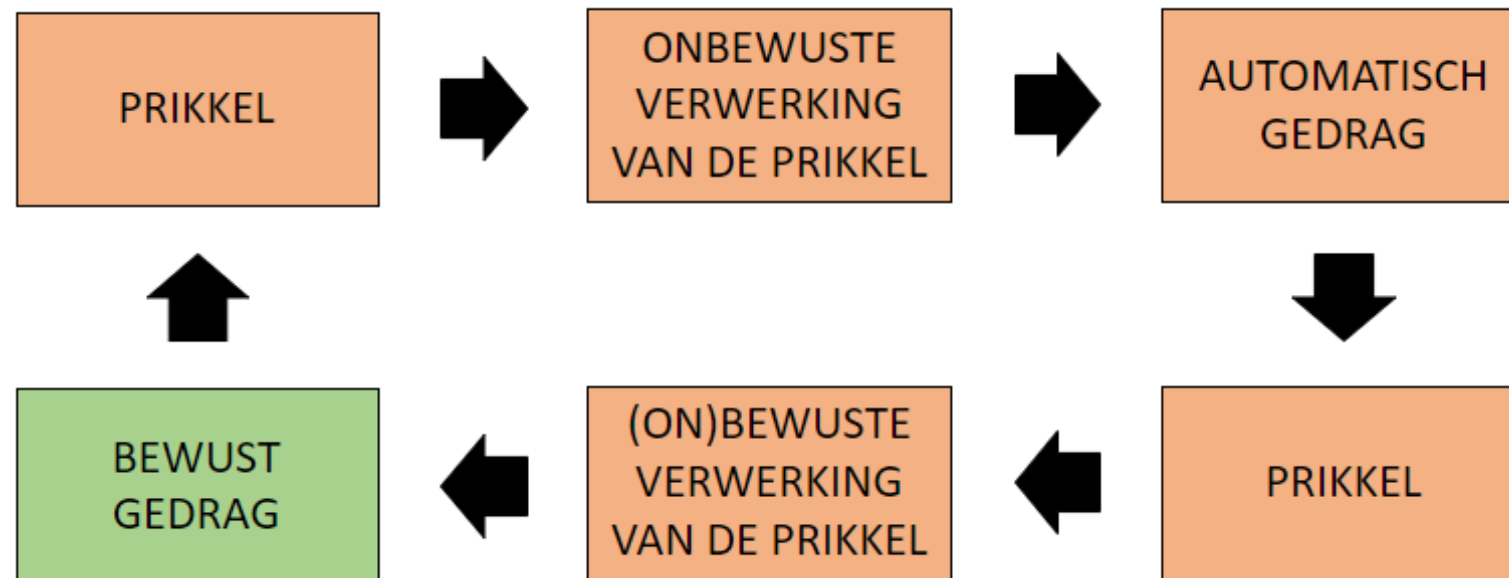 PRIKKEL
ONBEWUSTE
VERWERKING
VAN DE PRIKKEL
AUTOMATISCH
GEDRAG
BEWUST
GEDRAG
(ON)BEWUSTE
VERWERKING
VAN DE PRIKKEL
PRIKKEL